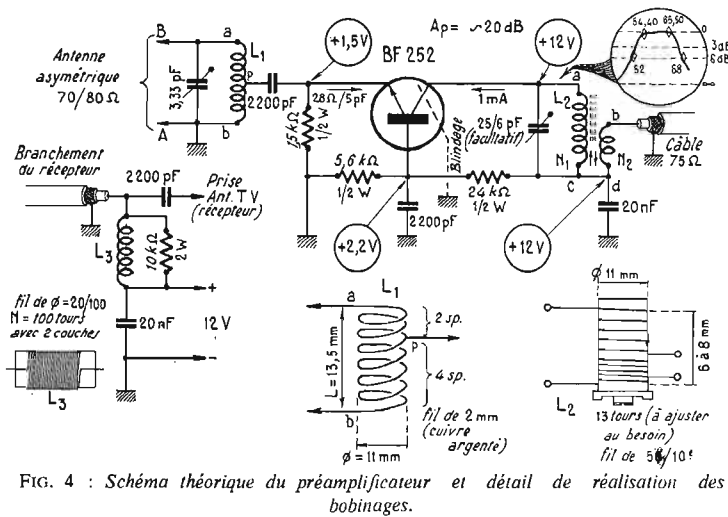 Antenne
asymétrique
70/80 Ω
B
A
3,33 pF
a
L1
p
b
2200 pF
+1,5V
28Ω/5pF
1,5 kΩ
1/2 W
BF 252
Ap= ~20 dB
+12V
1mA
Blindage
5,6 kΩ
1/2 W
2200 pF
+2,2V
24 kΩ
1/2 W
25/6 pF
(facultatif)
a
L2
N1
N2
b
c
d
Câble
75 Ω
+12V
20 nF
54,40
65,50
0
3 dB
6 dB
52
68
∞
Branchement
du récepteur
2200 pF
Prise
Ant. TV
(récepteur)
L3
10 kΩ
2 W
+
20 nF
12 V
-
fil de φ = 20/100
N = 100 tours
avec 2 couches
L3
L1
a
2 sp.
p
4 sp.
L = 13,5 mm
b
φ = 11 mm
fil de 2 mm
(cuivre
argenté)
φ 11 mm
6 à 8 mm
L2
13 tours (à ajuster
au besoin)
fil de
FIG. 4 : Schéma théorique du préamplificateur et détail de réalisation des
bobinages.